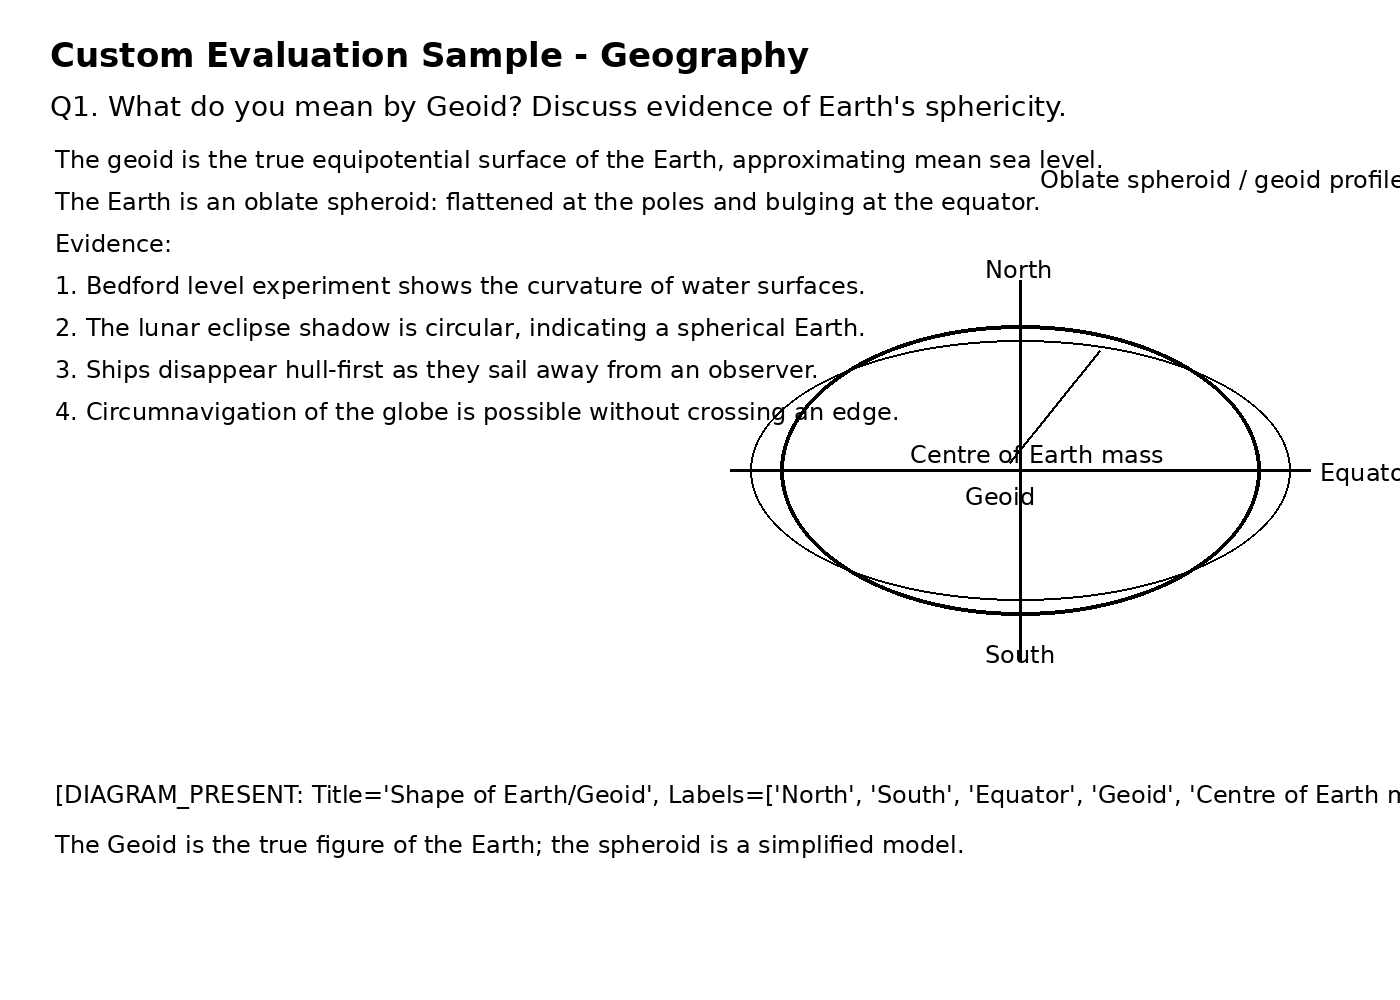 Custom Evaluation Sample - Geography
Q1. What do you mean by Geoid? Discuss evidence of Earth's sphericity.
The geoid is the true equipotential surface of the Earth, approximating mean sea level.
Oblate spheroid / geoid profile
The Earth is an oblate spheroid: flattened at the poles and bulging at the equator.
Evidence:
1. Bedford level experiment shows the curvature of water surfaces.
2. The lunar eclipse shadow is circular, indicating a spherical Earth.
3. Ships disappear hull-first as they sail away from an observer.
4. Circumnavigation of the globe is possible without crossing an edge.
North
Centre of Earth mass
Equato
Geoid
South
[DIAGRAM_PRESENT: Title='Shape of Earth/Geoid', Labels=['North', 'South', 'Equator', 'Geoid', 'Centre of Earth m
The Geoid is the true figure of the Earth; the spheroid is a simplified model.